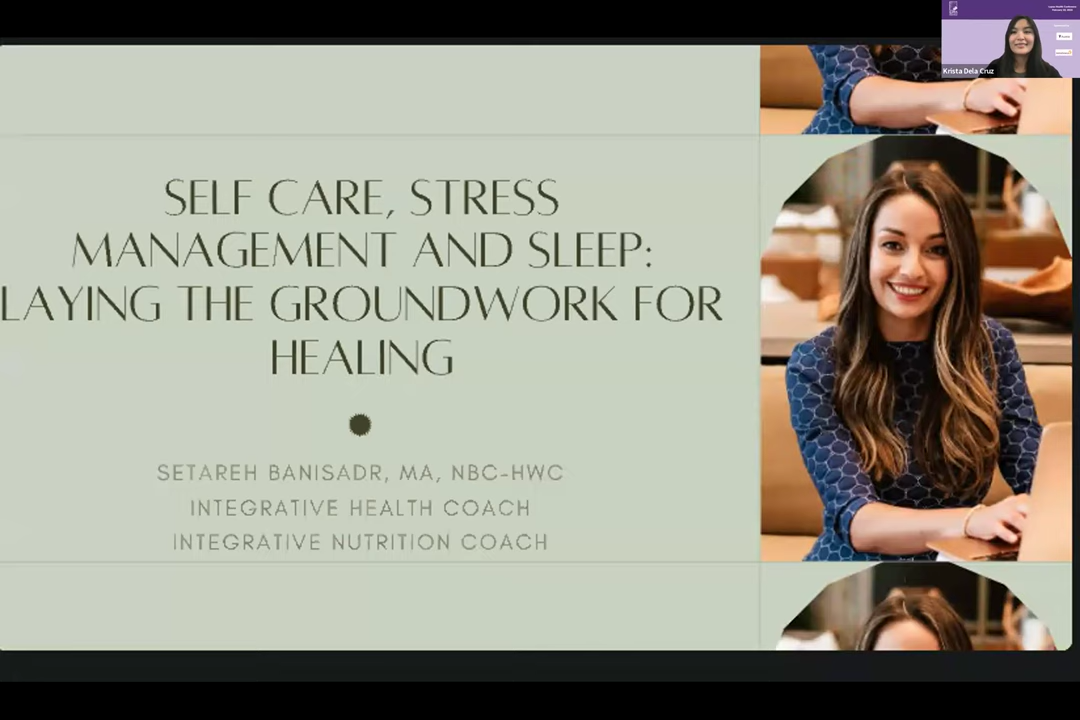 SELF CARE, STRESS
MANAGEMENT AND SLEEP:
LAYING THE GROUNDWORK FOR
HEALING
SETAREH BANISADR, MA, NBC-HWC
INTEGRATIVE HEALTH COACH
INTEGRATIVE NUTRITION COACH
Krista Dela Cruz